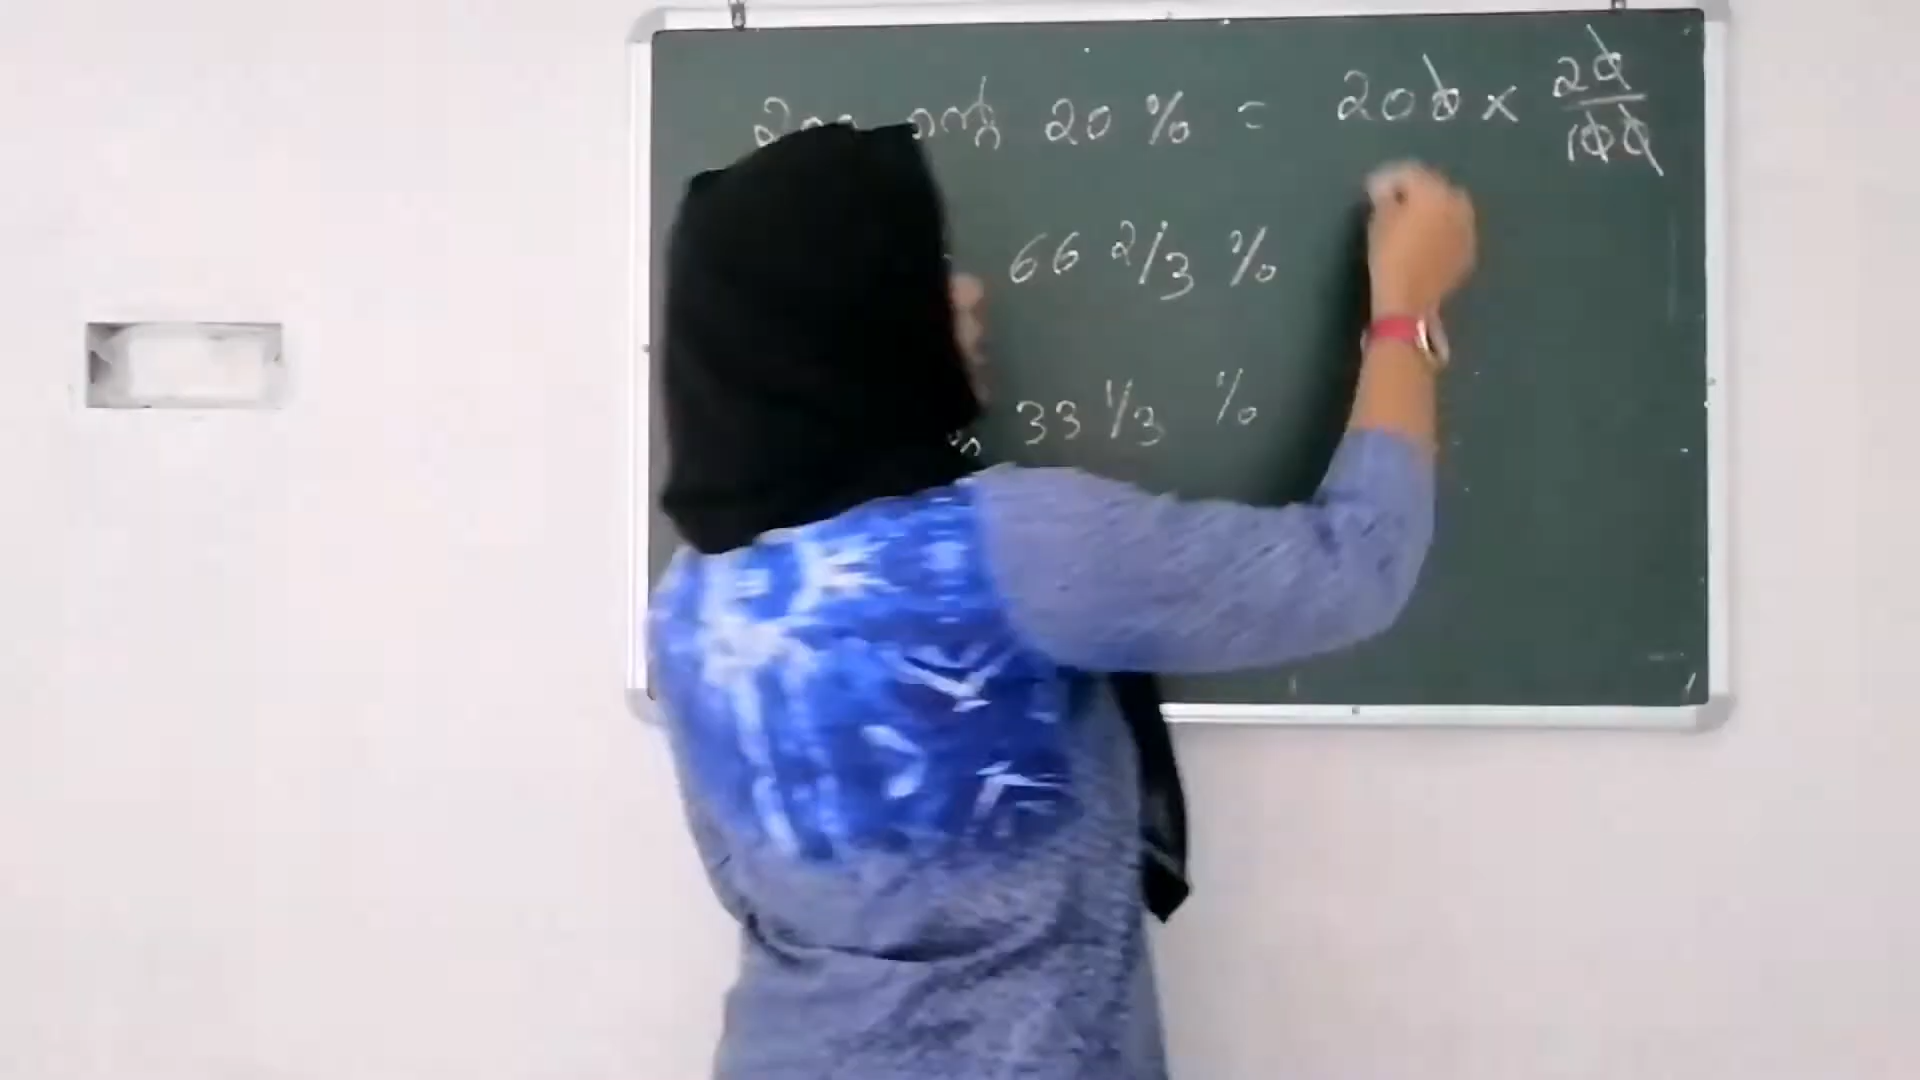 20 % = 200 × 20/100
66 2/3 %
33 1/3 %